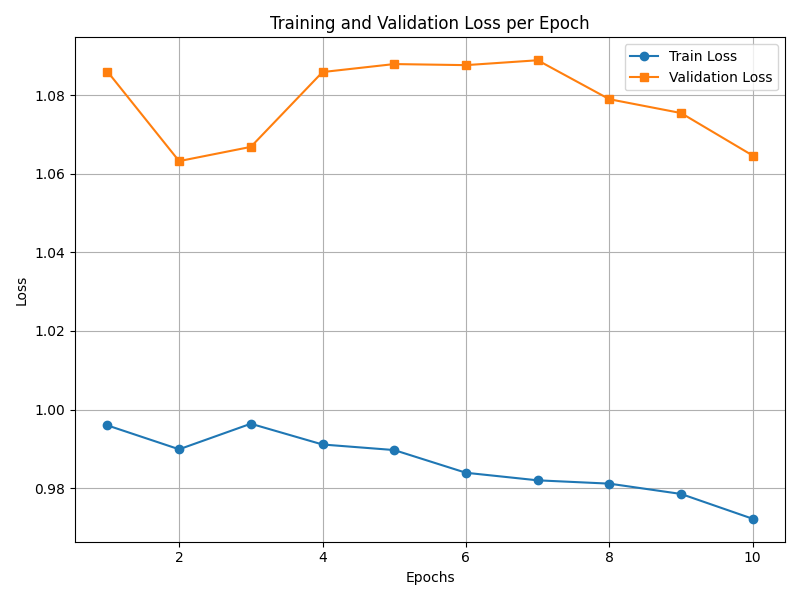 Training and Validation Loss per Epoch
Train Loss
Validation Loss
1.08
1.06
1.04
1.02
1.00
0.98
Loss
2 4 6 8 10
Epochs